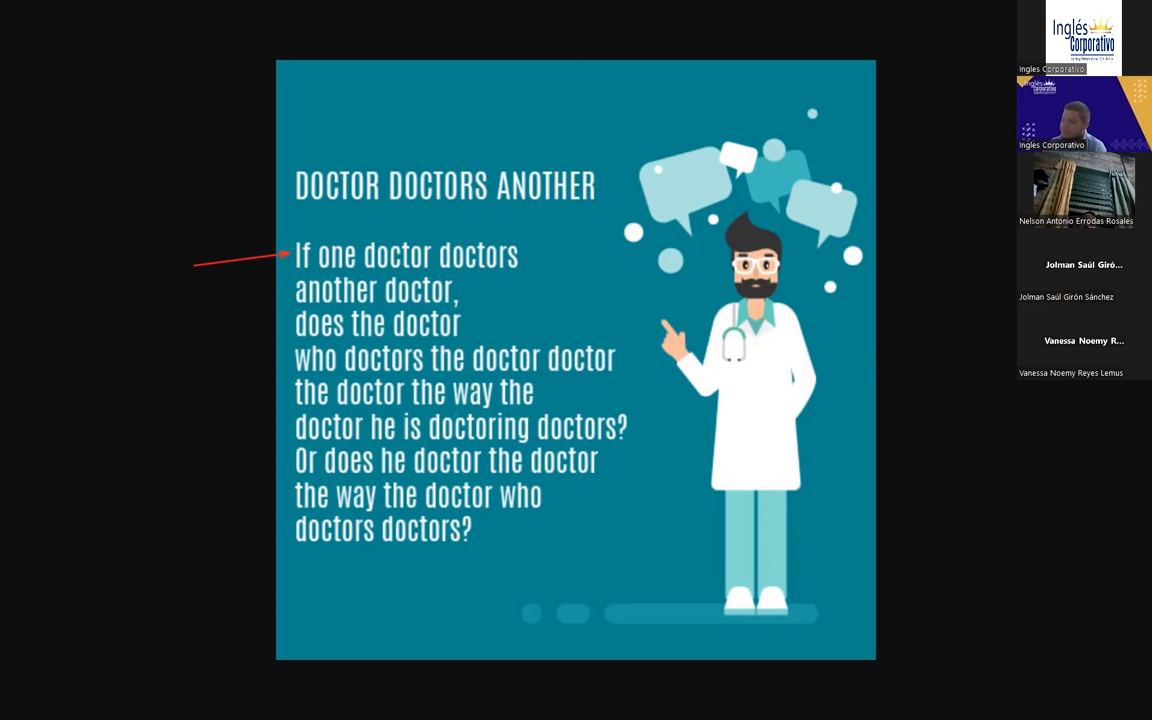 DOCTOR DOCTORS ANOTHER
If one doctor doctors
another doctor,
does the doctor
who doctors the doctor doctor
the doctor the way the
doctor he is doctoring doctors?
Or does he doctor the doctor
the way the doctor who
doctors doctors?
Inglés
Corporativo
Ingles Corporativo
Inglés
Corporativo
Ingles Corporativo
Nelson Antonio Errodas Rosales
Jolman Saúl Giró...
Jolman Saúl Girón Sánchez
Vanessa Noemy R...
Vanessa Noemy Reyes Lemus